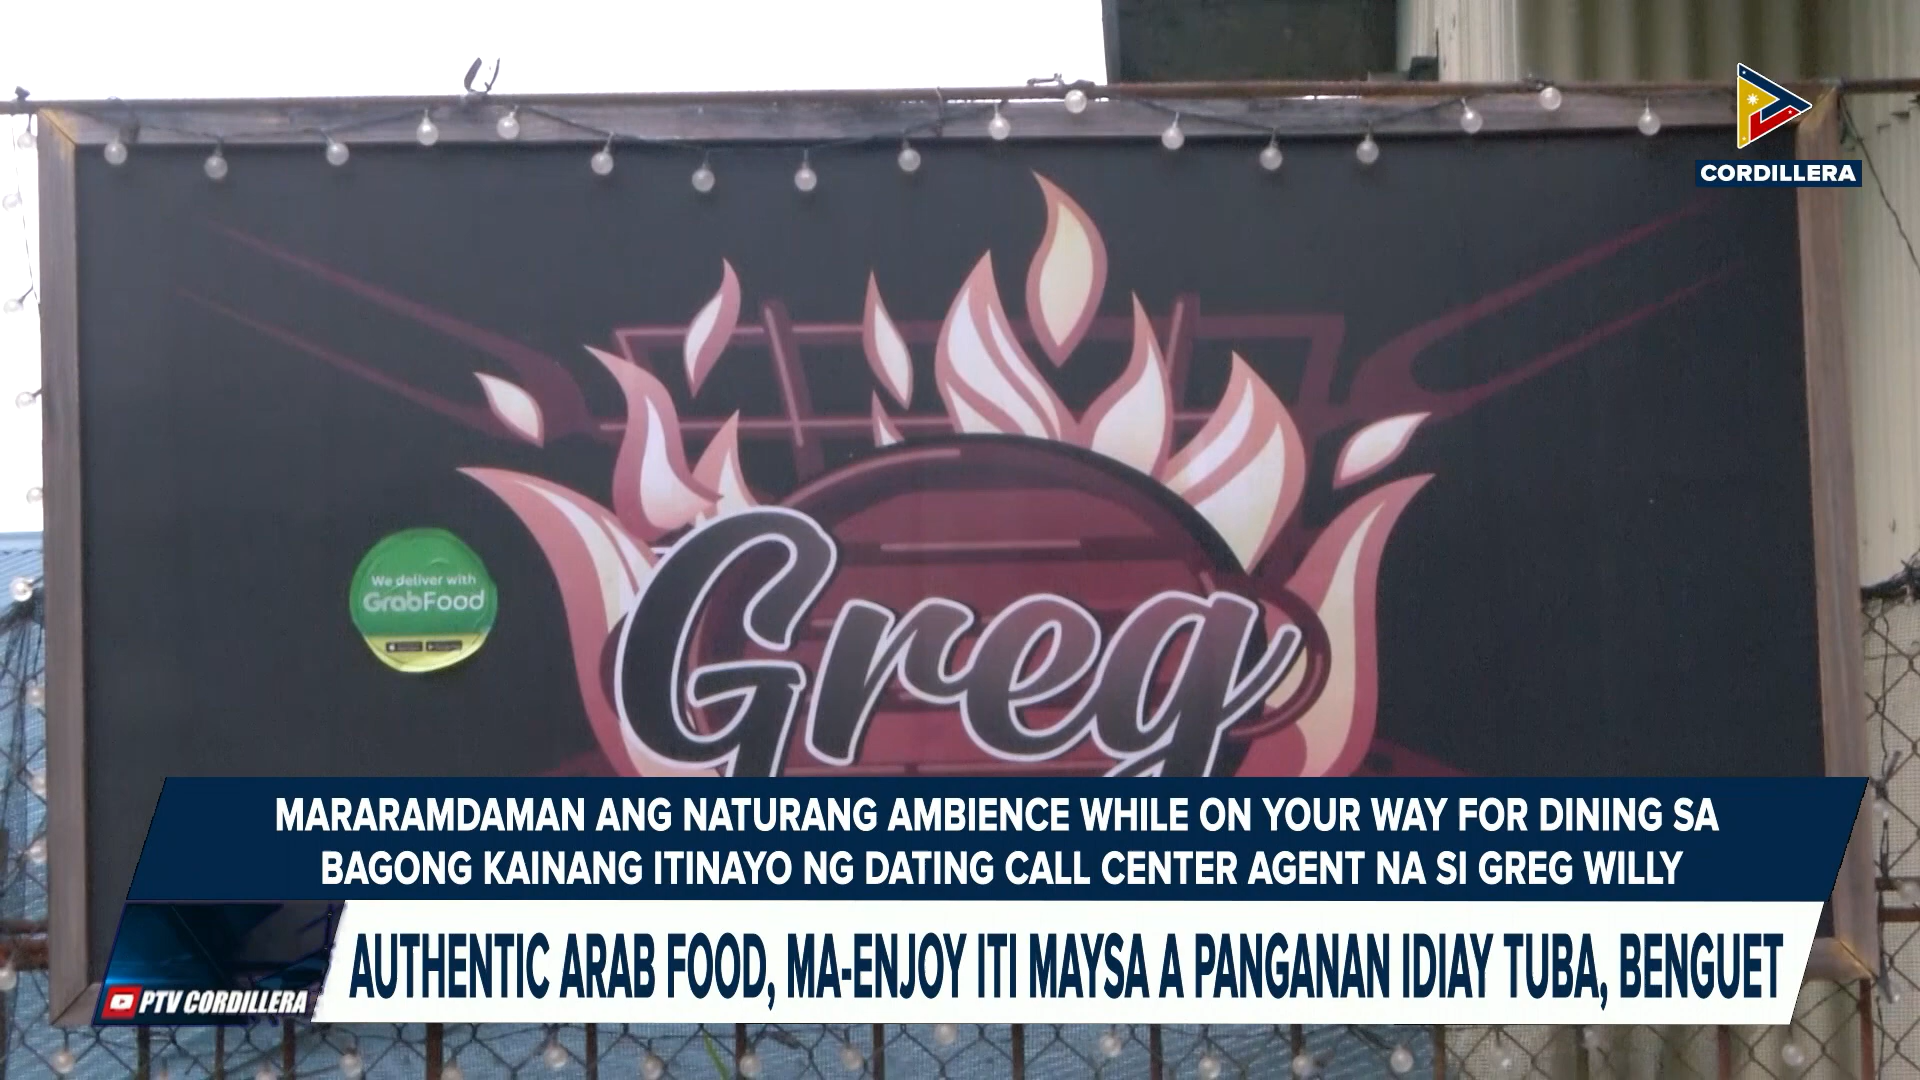 CORDILLERA
We deliver with
GrabFood
Greg
MARARAMDAMAN ANG NATURANG AMBIENCE WHILE ON YOUR WAY FOR DINING SA
BAGONG KAINANG ITINAYO NG DATING CALL CENTER AGENT NA SI GREG WILLY
AUTHENTIC ARAB FOOD, MA-ENJOY ITI MAYSA A PANGANAN IDIAY TUBA, BENGUET
PTV CORDILLERA